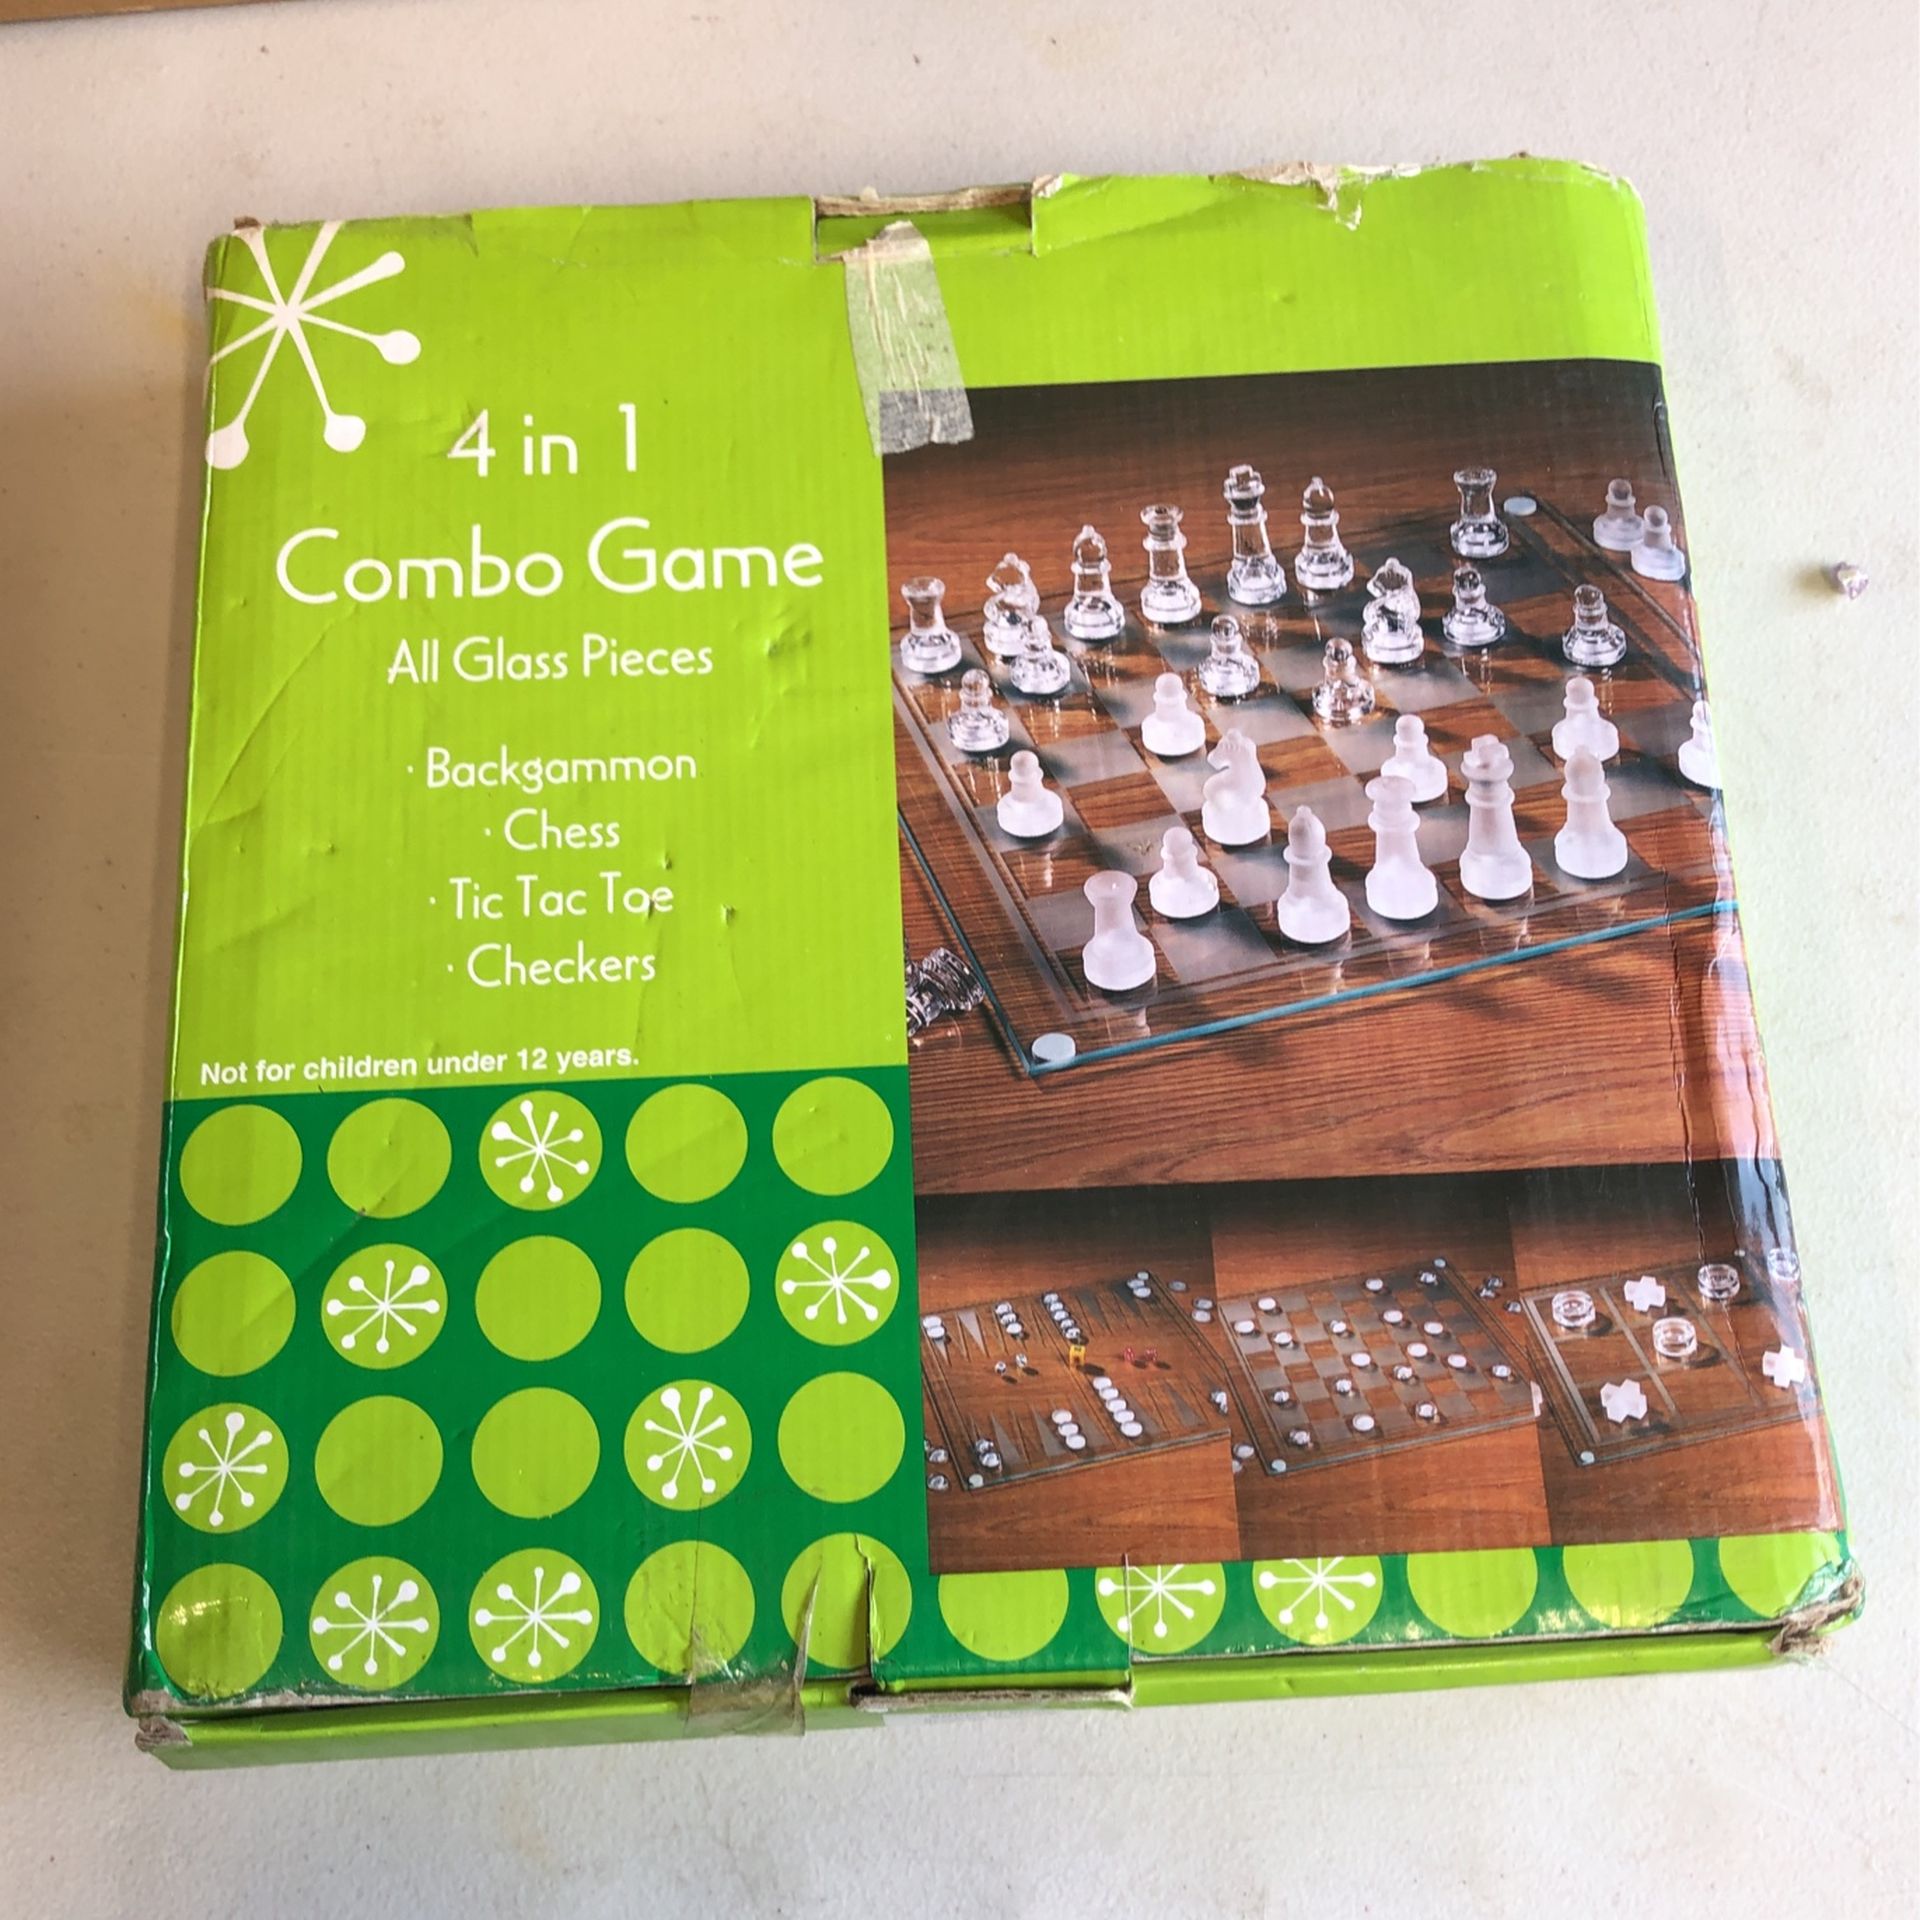 4 in 1
Combo Game
All Glass Pieces
· Backgammon
· Chess
· Tic Tac Toe
· Checkers
Not for children under 12 years.